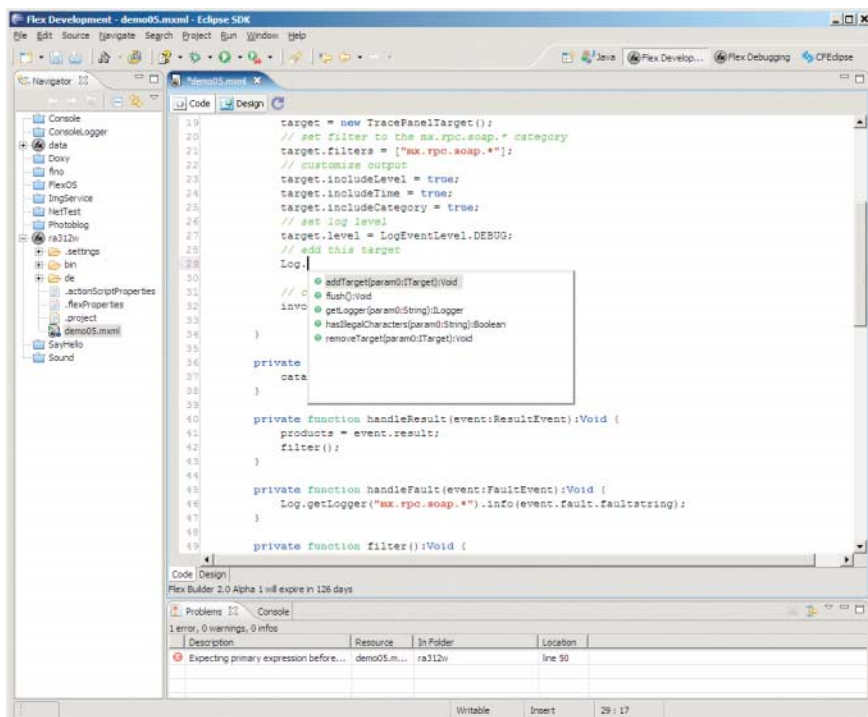 Flex Development - demo05.mxml - Eclipse SDK
File Edit Source Navigate Search Project Run Window Help
Java Flex Develop... Flex Debugging CFEclipse
Navigator
*demo05.mxml
Code Design
Console
ConsoleLogger
data
Doxy
fino
FlexOS
ImgService
NetTest
Photoblog
ra312w
.settings
bin
de
.actionScriptProperties
.flexProperties
.project
demo05.mxml
SayHello
Sound
19 target = new TracePanelTarget();
20 // set filter to the mx.rpc.soap.* category
21 target.filters = ["mx.rpc.soap.*"];
22 // customize output
23 target.includeLevel = true;
24 target.includeTime = true;
25 target.includeCategory = true;
26 // set log level
27 target.level = LogEventLevel.DEBUG;
28 // add this target
29 Log.
30
31 // c
32 invo
33
34 }
35
36 private
37 cata
38 }
39
40 private function handleResult(event:ResultEvent):Void {
41 products = event.result;
42 filter();
43 }
44
45 private function handleFault(event:FaultEvent):Void {
46 Log.getLogger("mx.rpc.soap.*").info(event.fault.faultstring);
47 }
48
49 private function filter():Void {
addTarget(param0:ITarget):Void
flush():Void
getLogger(param0:String):ILogger
hasIllegalCharacters(param0:String):Boolean
removeTarget(param0:ITarget):Void
Code Design
Flex Builder 2.0 Alpha 1 will expire in 126 days
Problems Console
1 error, 0 warnings, 0 infos
Description Resource In Folder Location
Expecting primary expression before... demo05.m... ra312w line 50
Writable Insert 29 : 17